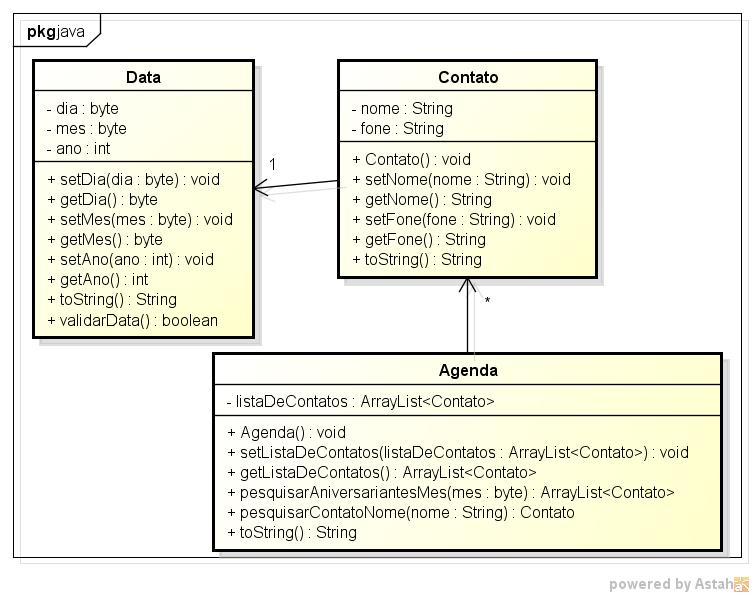 pkg java
Data
- dia : byte
- mes : byte
- ano : int
+ setDia(dia : byte) : void
+ getDia() : byte
+ setMes(mes : byte) : void
+ getMes() : byte
+ setAno(ano : int) : void
+ getAno() : int
+ toString() : String
+ validarData() : boolean
1
Contato
- nome : String
- fone : String
+ Contato() : void
+ setNome(nome : String) : void
+ getNome() : String
+ setFone(fone : String) : void
+ getFone() : String
+ toString() : String
*
Agenda
- listaDeContatos : ArrayList<Contato>
+ Agenda() : void
+ setListaDeContatos(listaDeContatos : ArrayList<Contato>) : void
+ getListaDeContatos() : ArrayList<Contato>
+ pesquisarAniversariantesMes(mes : byte) : ArrayList<Contato>
+ pesquisarContatoNome(nome : String) : Contato
+ toString() : String
powered by Astah